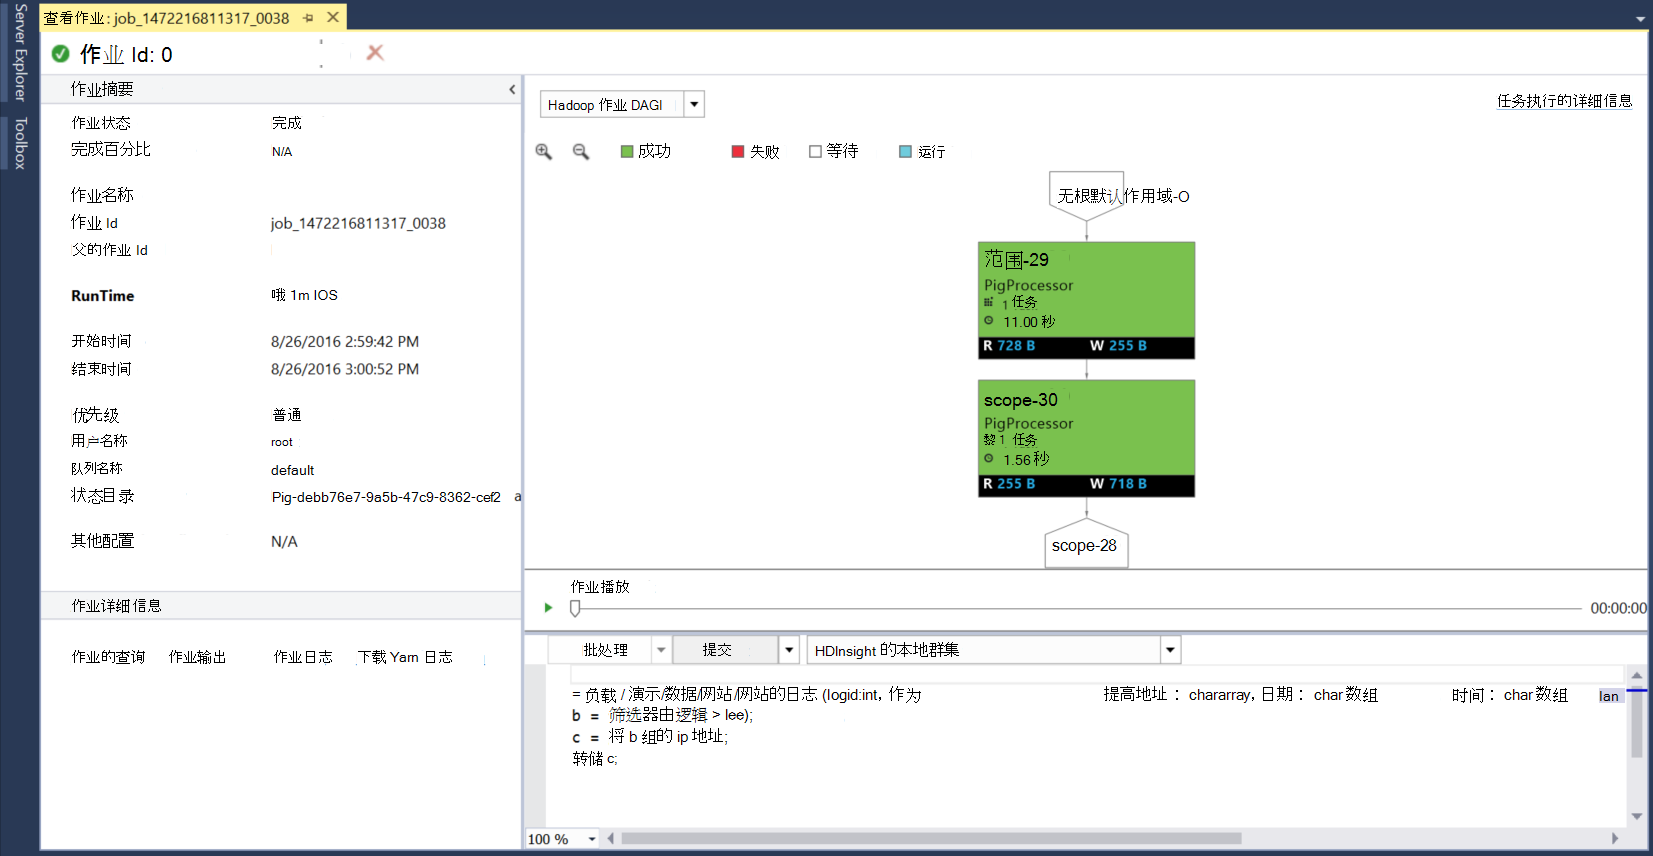 Server Explorer
Toolbox
查看作业: job_1472216811317_0038
作业 Id: 0
作业摘要
作业状态 完成
完成百分比 N/A
作业名称
作业 Id job_1472216811317_0038
父的作业 Id
RunTime 哦 1m IOS
开始时间 8/26/2016 2:59:42 PM
结束时间 8/26/2016 3:00:52 PM
优先级 普通
用户名称 root
队列名称 default
状态目录 Pig-debb76e7-9a5b-47c9-8362-cef2 a
其他配置 N/A
作业详细信息
作业的查询 作业输出 作业日志 下载 Yarn 日志
Hadoop 作业 DAGI
任务执行的详细信息
成功 失败 等待 运行
无根默认作用域-O
范围-29
PigProcessor
1 任务
11.00 秒
R 728 B W 255 B
scope-30
PigProcessor
黎 1 任务
1.56 秒
R 255 B W 718 B
scope-28
作业播放
00:00:00
批处理 提交 HDInsight 的本地群集
= 负载 / 演示/数据/网站/网站的日志 (logid:int, 作为 提高地址 : chararray, 日期 : char 数组 时间 : char 数组 lan
b = 筛选器由逻辑 > lee);
c = 将 b 组的 ip 地址;
转储 c;
100 %